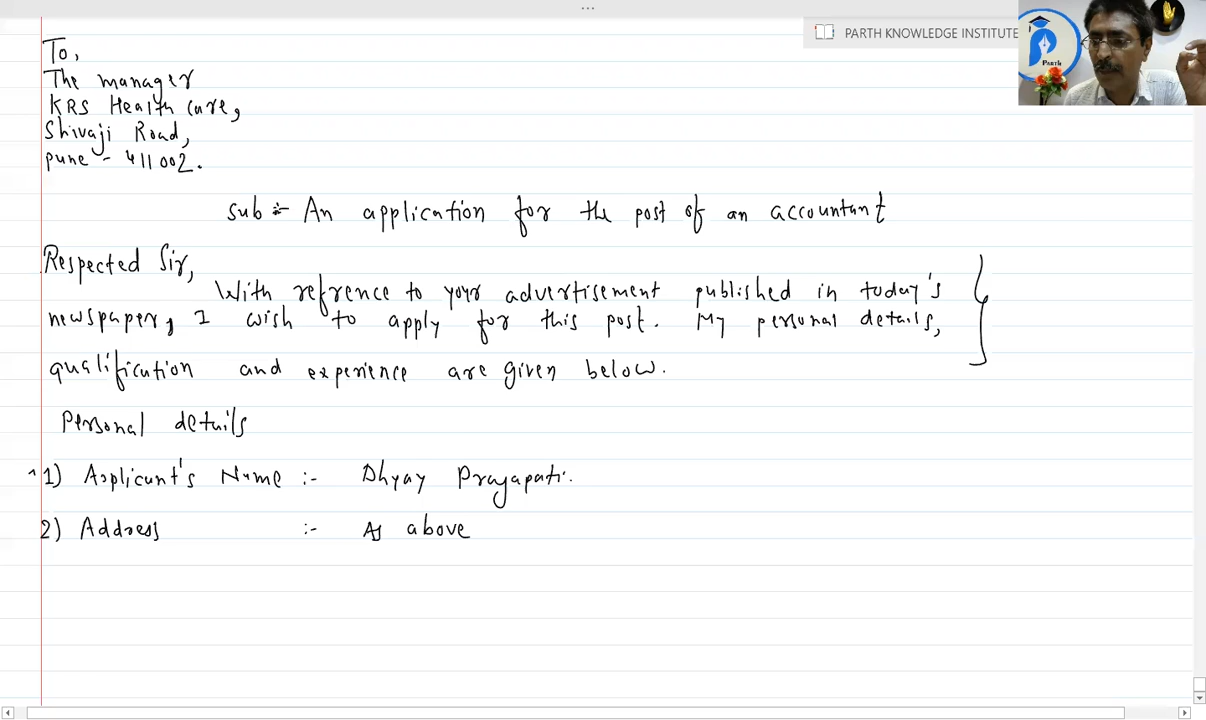 PARTH KNOWLEDGE INSTITUTE
Parth
To,
The manager
KRS Health care,
Shivaji Road,
pune - 411002.
Sub :- An application for the post of an accountant
Respected Sir,
With refrence to your advertisement published in today's
newspaper, I wish to apply for this post. My personal details,
qualification and experience are given below.
Personal details
1) Applicant's Name :- Dhyay Prajapati.
2) Address :- As above